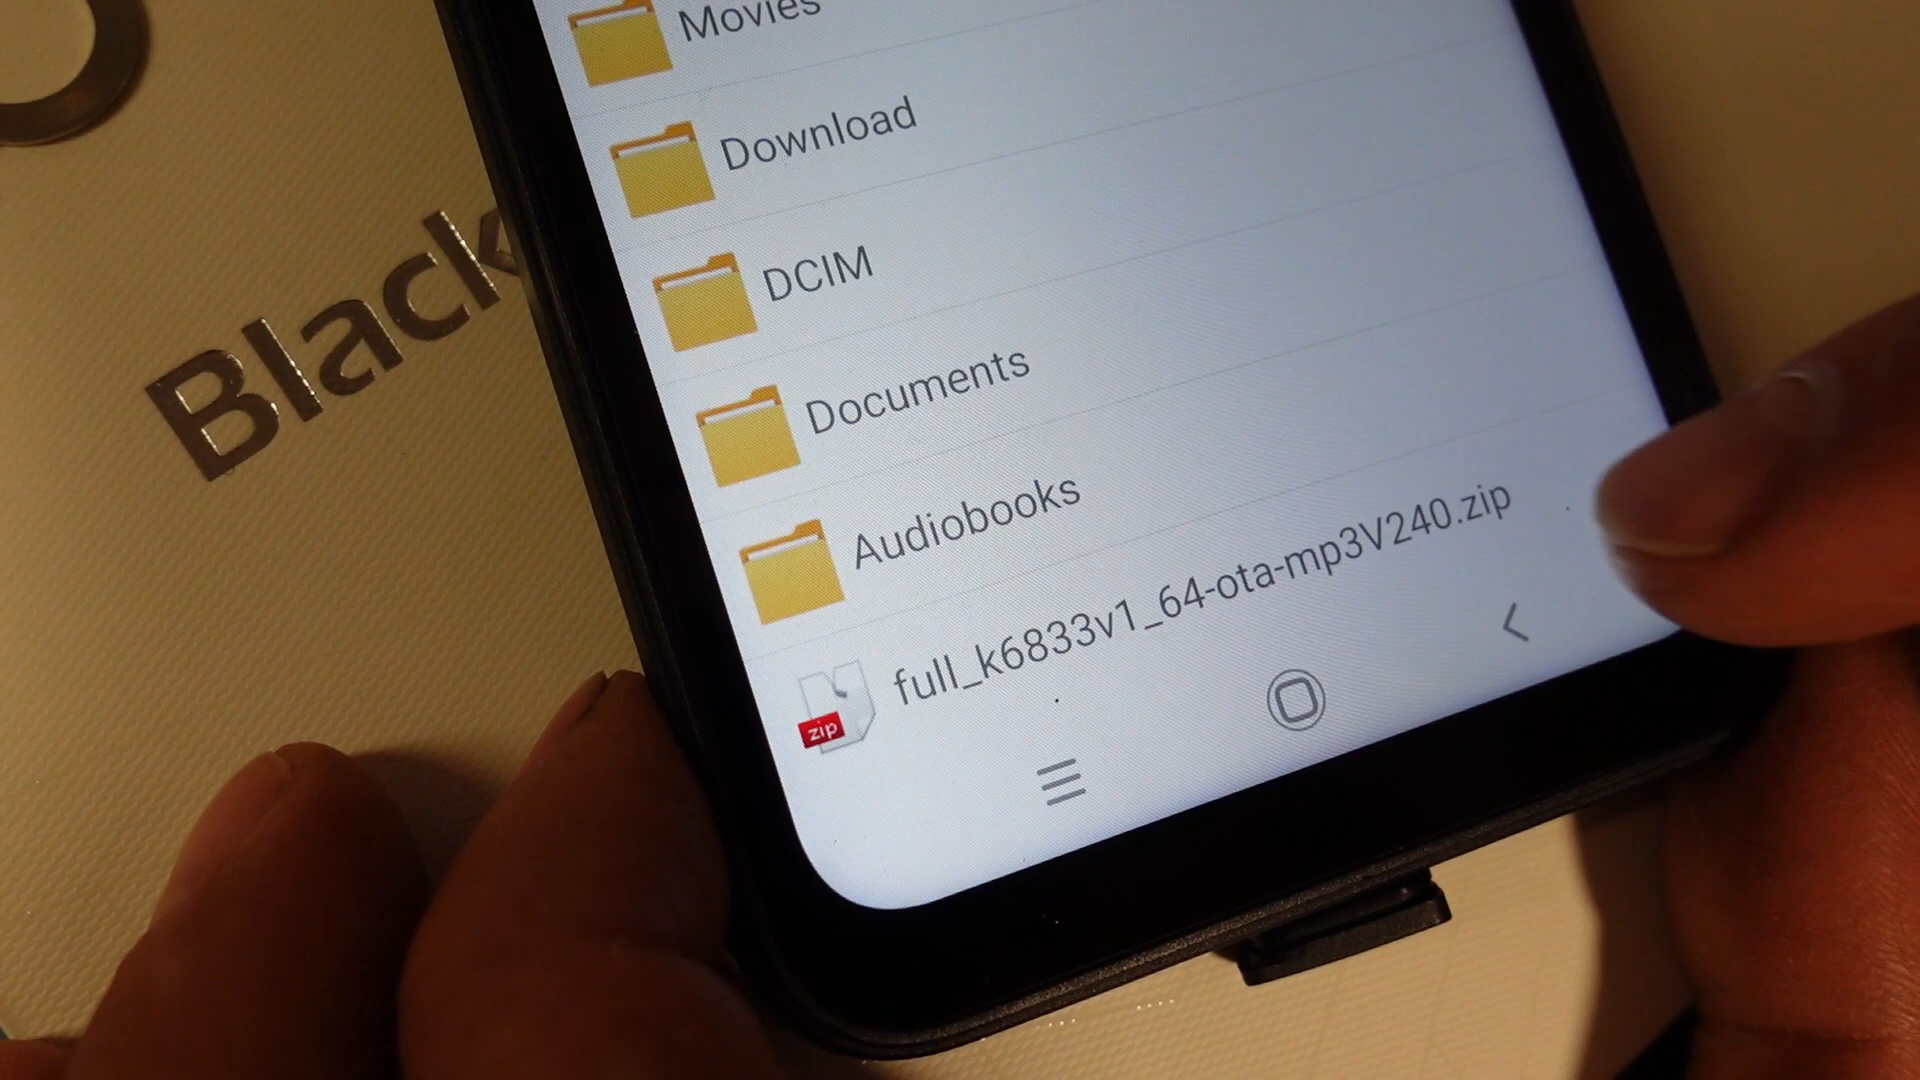 Movies
Download
DCIM
Documents
Audiobooks
full_k6833v1_64-ota-mp3V240.zip
zip
Black